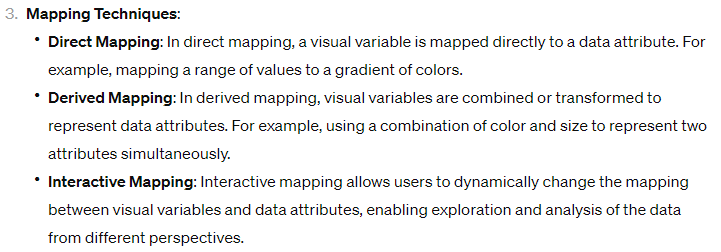 3. Mapping Techniques:
• Direct Mapping: In direct mapping, a visual variable is mapped directly to a data attribute. For
example, mapping a range of values to a gradient of colors.
• Derived Mapping: In derived mapping, visual variables are combined or transformed to
represent data attributes. For example, using a combination of color and size to represent two
attributes simultaneously.
• Interactive Mapping: Interactive mapping allows users to dynamically change the mapping
between visual variables and data attributes, enabling exploration and analysis of the data
from different perspectives.